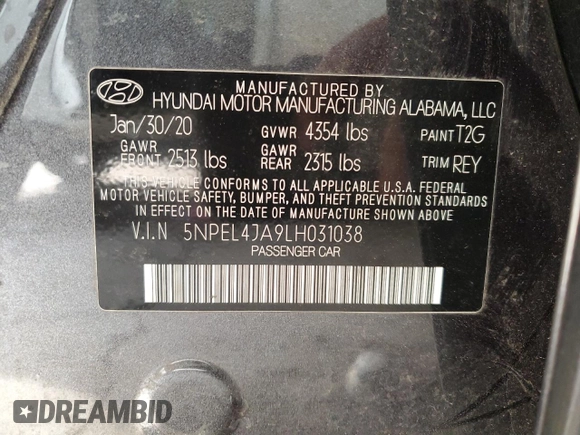 MANUFACTURED BY
HYUNDAI MOTOR MANUFACTURING ALABAMA, LLC
Jan/30/20 GVWR 4354 lbs PAINT T2G
GAWR FRONT 2513 lbs GAWR REAR 2315 lbs TRIM REY
THIS VEHICLE CONFORMS TO ALL APPLICABLE U.S.A. FEDERAL
MOTOR VEHICLE SAFETY, BUMPER, AND THEFT PREVENTION STANDARDS
IN EFFECT ON THE DATE OF MANUFACTURE SHOWN ABOVE.
V.I.N 5NPEL4JA9LH031038
PASSENGER CAR
DREAMBID